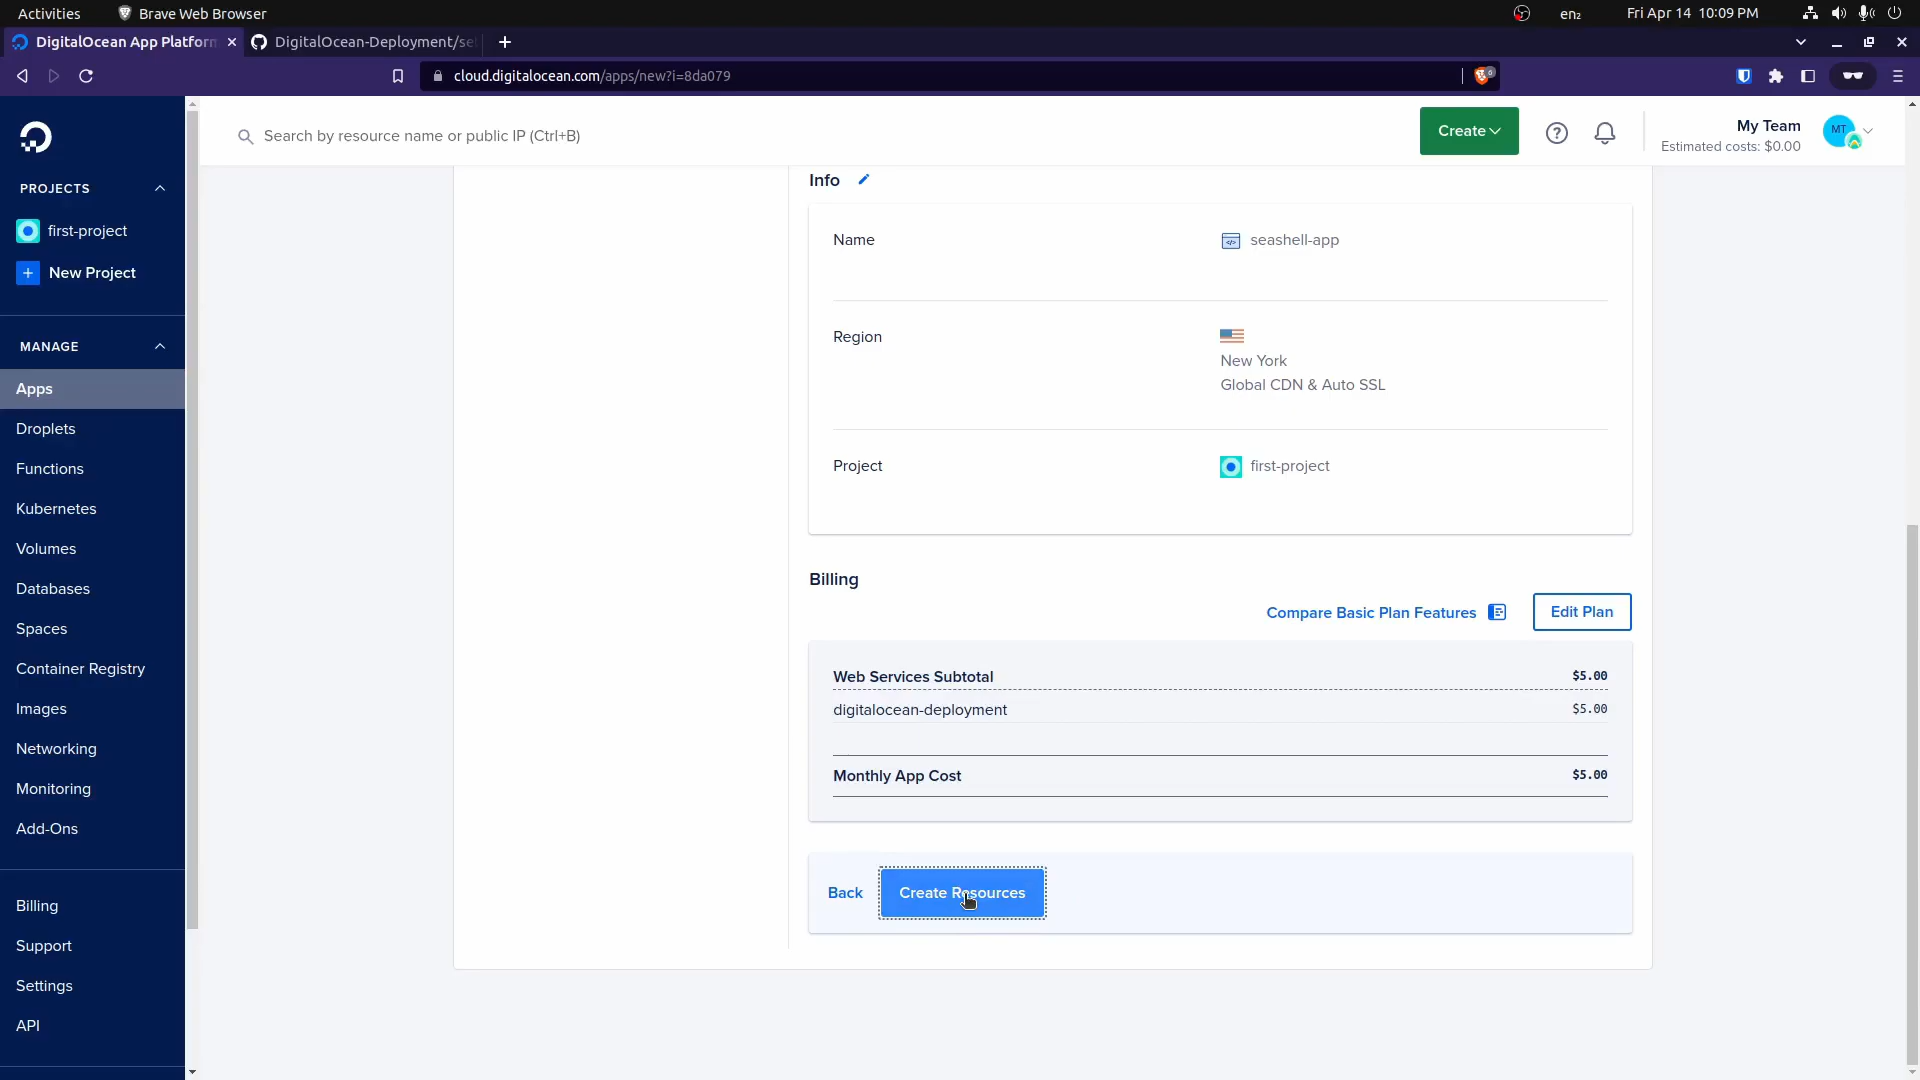 Activities
Brave Web Browser
en₂
Fri Apr 14 10:09 PM
DigitalOcean App Platform
DigitalOcean-Deployment/se
cloud.digitalocean.com/apps/new?i=8da079
6
Search by resource name or public IP (Ctrl+B)
Create
My Team
Estimated costs: $0.00
MT
PROJECTS
first-project
New Project
MANAGE
Apps
Droplets
Functions
Kubernetes
Volumes
Databases
Spaces
Container Registry
Images
Networking
Monitoring
Add-Ons
Billing
Support
Settings
API
Info
Name
seashell-app
Region
New York
Global CDN & Auto SSL
Project
first-project
Billing
Compare Basic Plan Features
Edit Plan
Web Services Subtotal $5.00
digitalocean-deployment $5.00
Monthly App Cost $5.00
Back
Create Resources